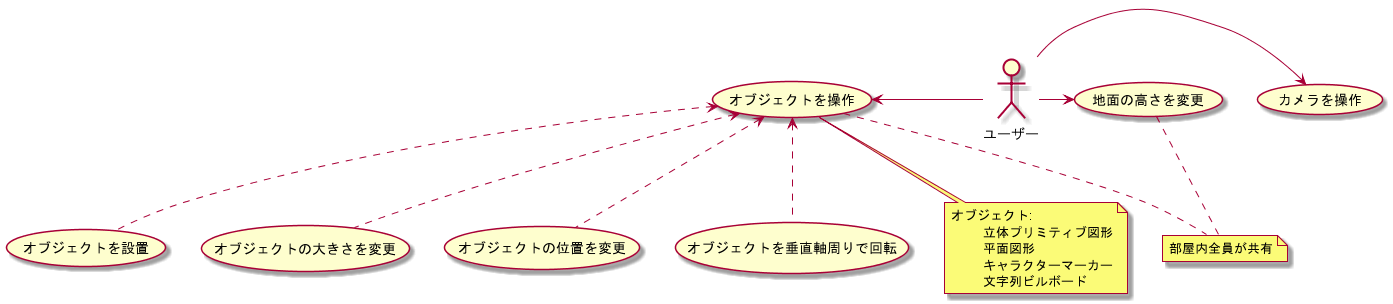 オブジェクトを操作
ユーザー
地面の高さを変更
カメラを操作
オブジェクトを設置
オブジェクトの大きさを変更
オブジェクトの位置を変更
オブジェクトを垂直軸周りで回転
オブジェクト:
立体プリミティブ図形
平面図形
キャラクターマーカー
文字列ビルボード
部屋内全員が共有